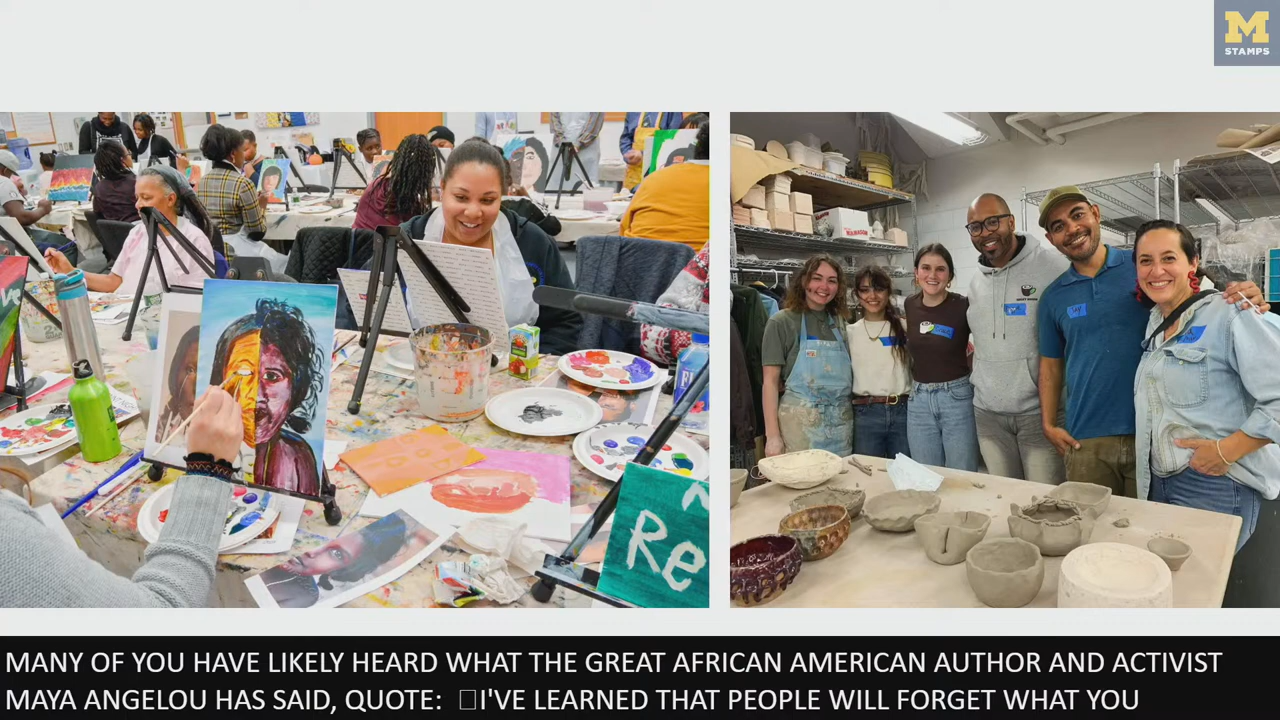 M
STAMPS
Re
MANY OF YOU HAVE LIKELY HEARD WHAT THE GREAT AFRICAN AMERICAN AUTHOR AND ACTIVIST
MAYA ANGELOU HAS SAID, QUOTE: □I'VE LEARNED THAT PEOPLE WILL FORGET WHAT YOU